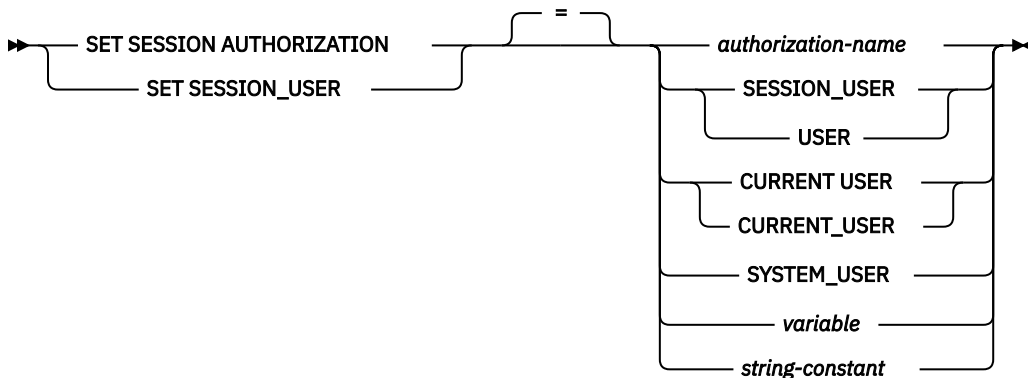 =
SET SESSION AUTHORIZATION authorization-name
SET SESSION_USER SESSION_USER
USER
CURRENT USER
CURRENT_USER
SYSTEM_USER
variable
string-constant